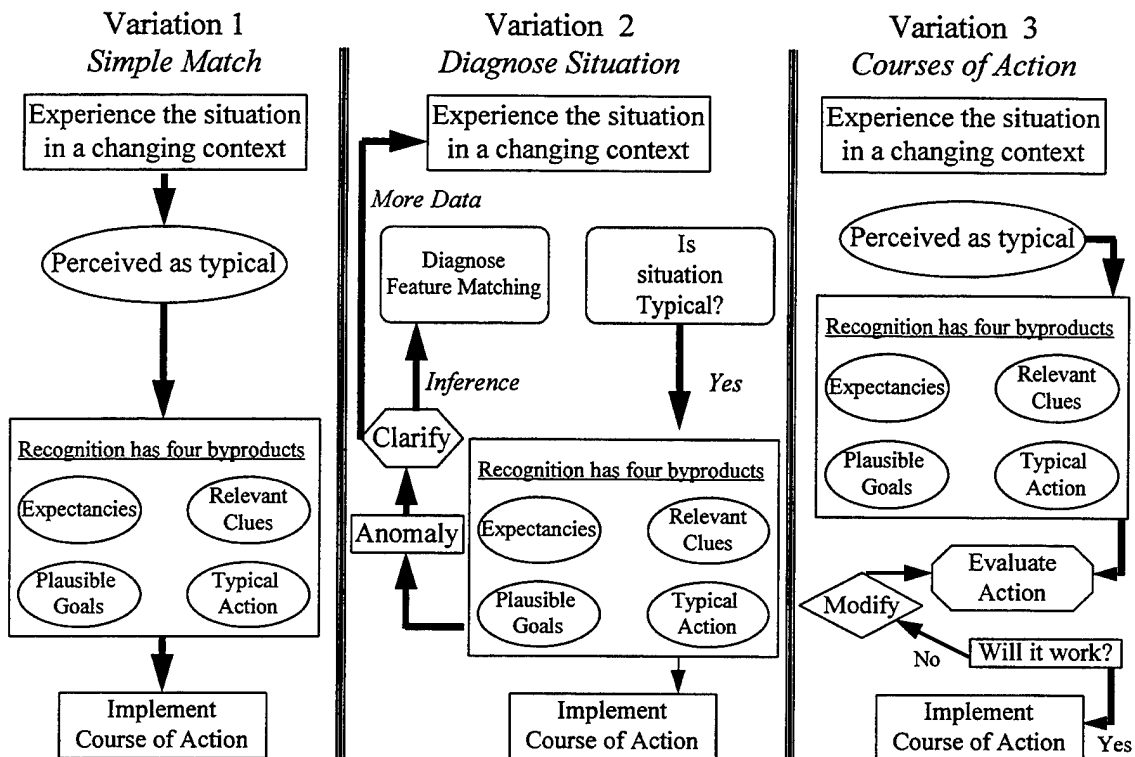 Variation 1
Simple Match
Experience the situation
in a changing context
Perceived as typical
Recognition has four byproducts
Expectancies
Relevant
Clues
Plausible
Goals
Typical
Action
Implement
Course of Action
Variation 2
Diagnose Situation
Experience the situation
in a changing context
More Data
Diagnose
Feature Matching
Is
situation
Typical?
Inference
Yes
Clarify
Recognition has four byproducts
Anomaly
Expectancies
Relevant
Clues
Plausible
Goals
Typical
Action
Implement
Course of Action
Variation 3
Courses of Action
Experience the situation
in a changing context
Perceived as typical
Recognition has four byproducts
Expectancies
Relevant
Clues
Plausible
Goals
Typical
Action
Evaluate
Action
Modify
No
Will it work?
Implement
Course of Action
Yes